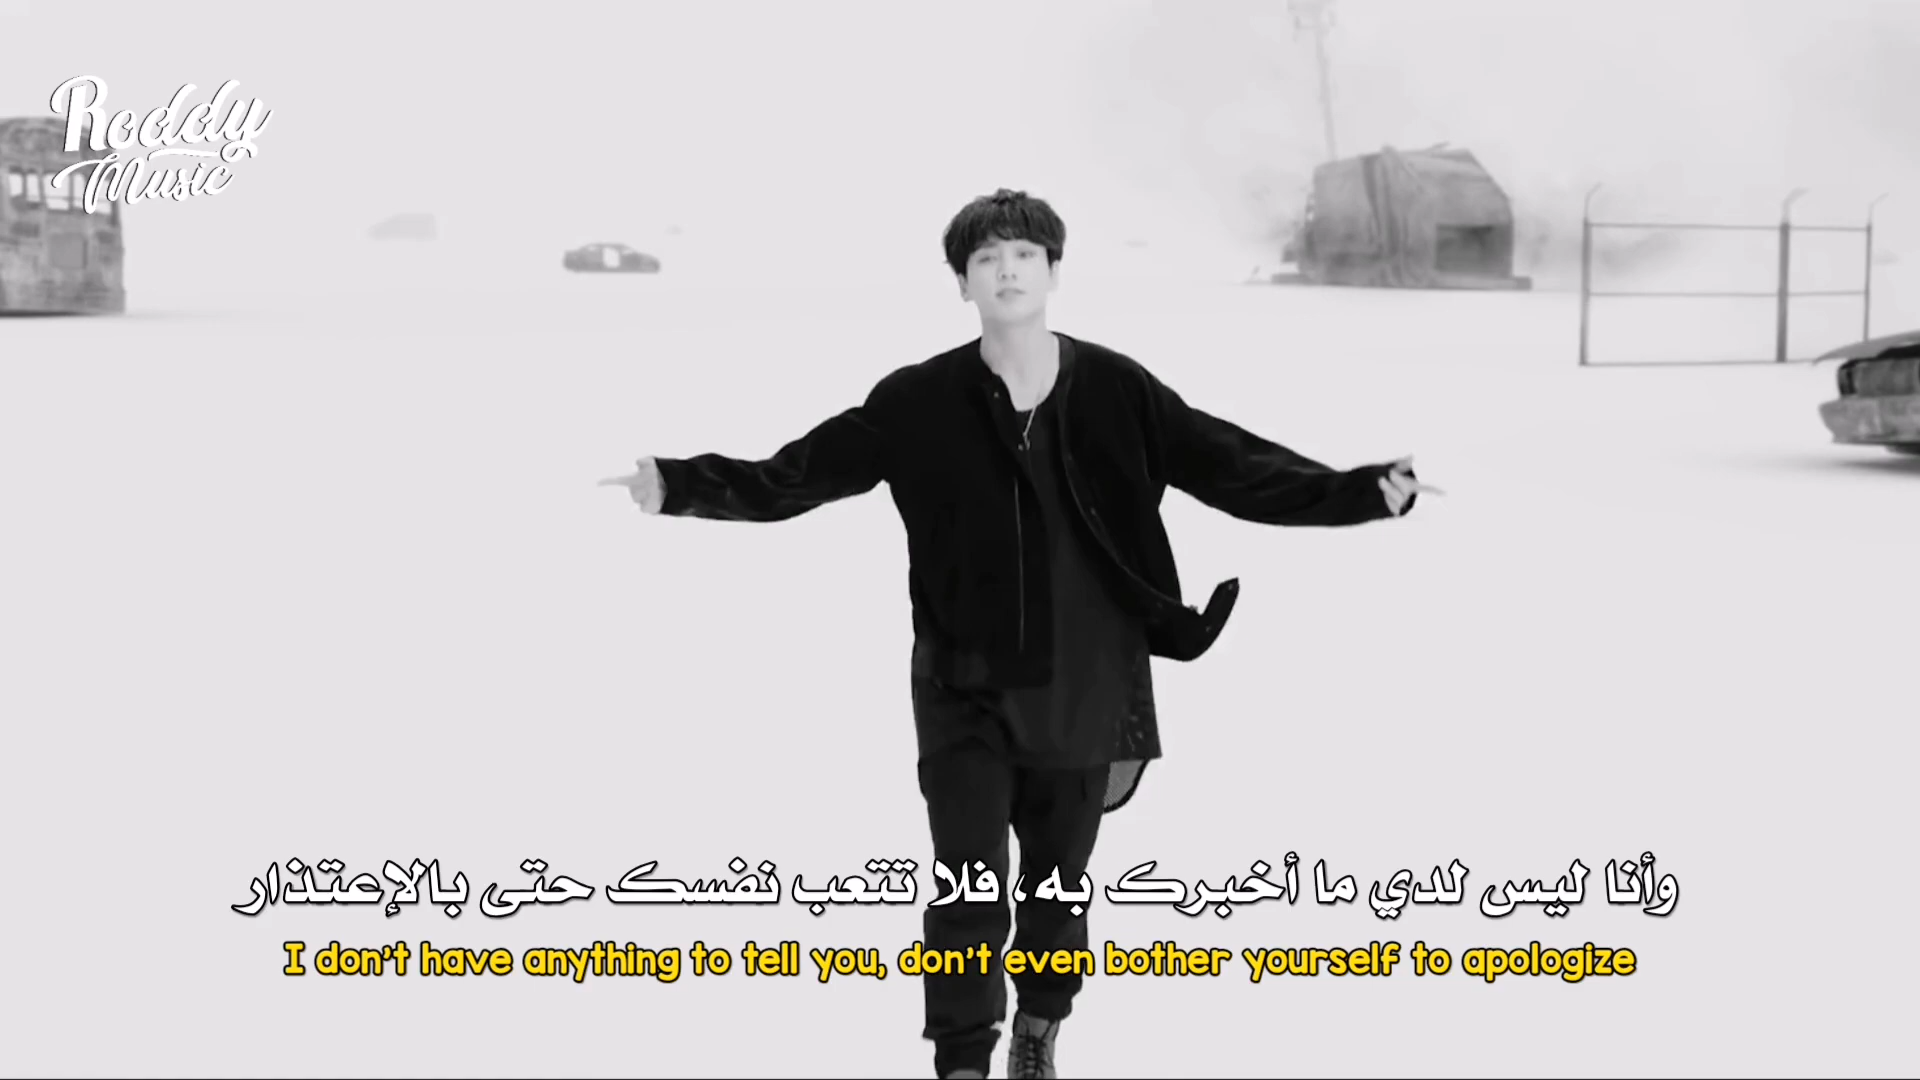 Roddy
Music
وأنا ليس لدي ما أخبرك به، فلا تتعب نفسك حتى بالإعتذار
I don't have anything to tell you, don't even bother yourself to apologize